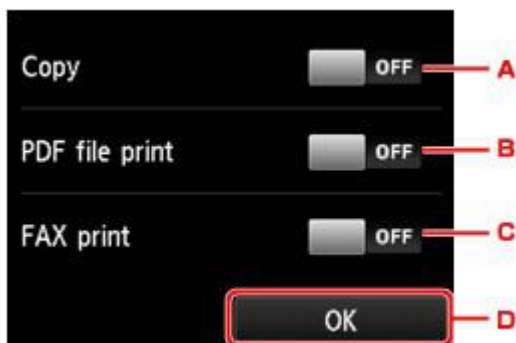 Copy OFF A
PDF file print OFF B
FAX print OFF C
OK D